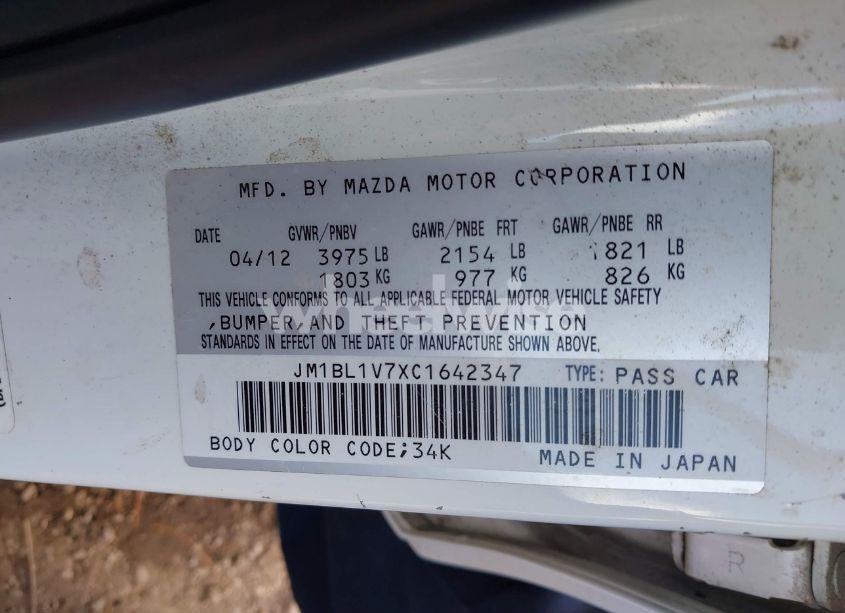 MFD. BY MAZDA MOTOR CORPORATION
DATE GVWR/PNBV GAWR/PNBE FRT GAWR/PNBE RR
04/12 3975 LB 2154 LB 1821 LB
1803 KG 977 KG 826 KG
THIS VEHICLE CONFORMS TO ALL APPLICABLE FEDERAL MOTOR VEHICLE SAFETY
,BUMPER,AND THEFT PREVENTION
STANDARDS IN EFFECT ON THE DATE OF MANUFACTURE SHOWN ABOVE.
JM1BL1V7XC1642347 TYPE: PASS CAR
BODY COLOR CODE;34K
MADE IN JAPAN
R